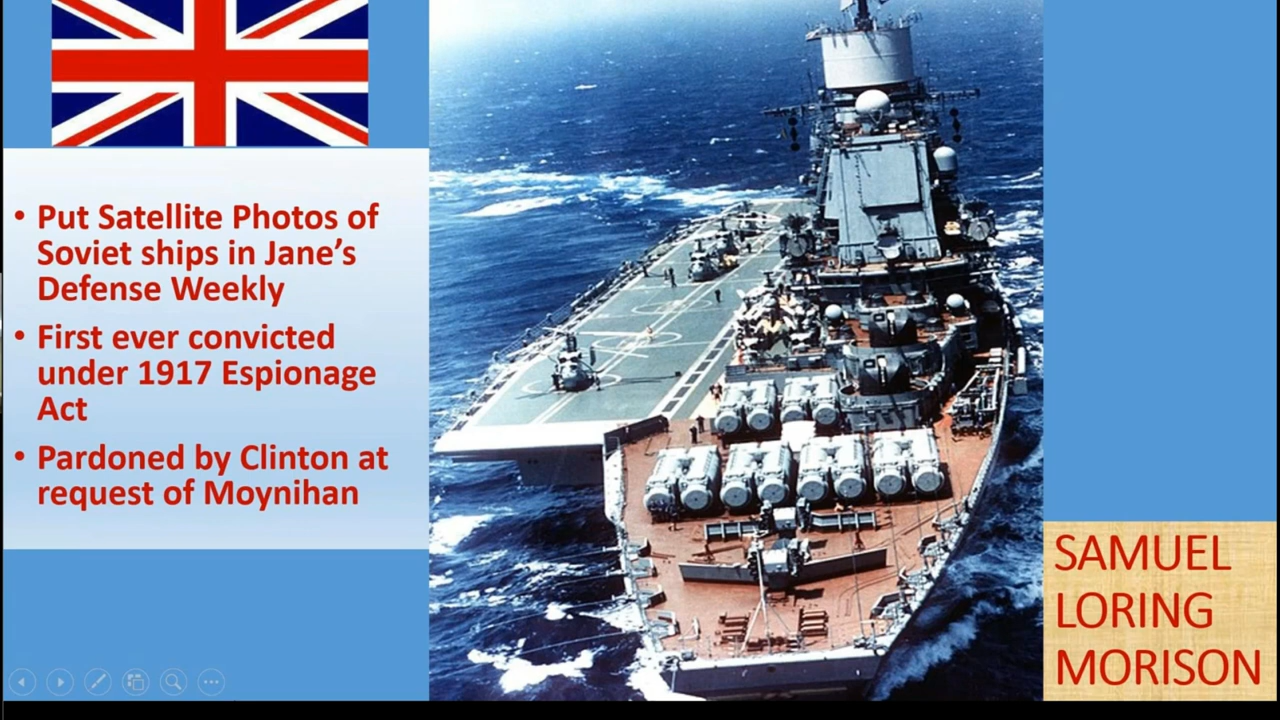 • Put Satellite Photos of
Soviet ships in Jane’s
Defense Weekly
• First ever convicted
under 1917 Espionage
Act
• Pardoned by Clinton at
request of Moynihan
SAMUEL
LORING
MORISON